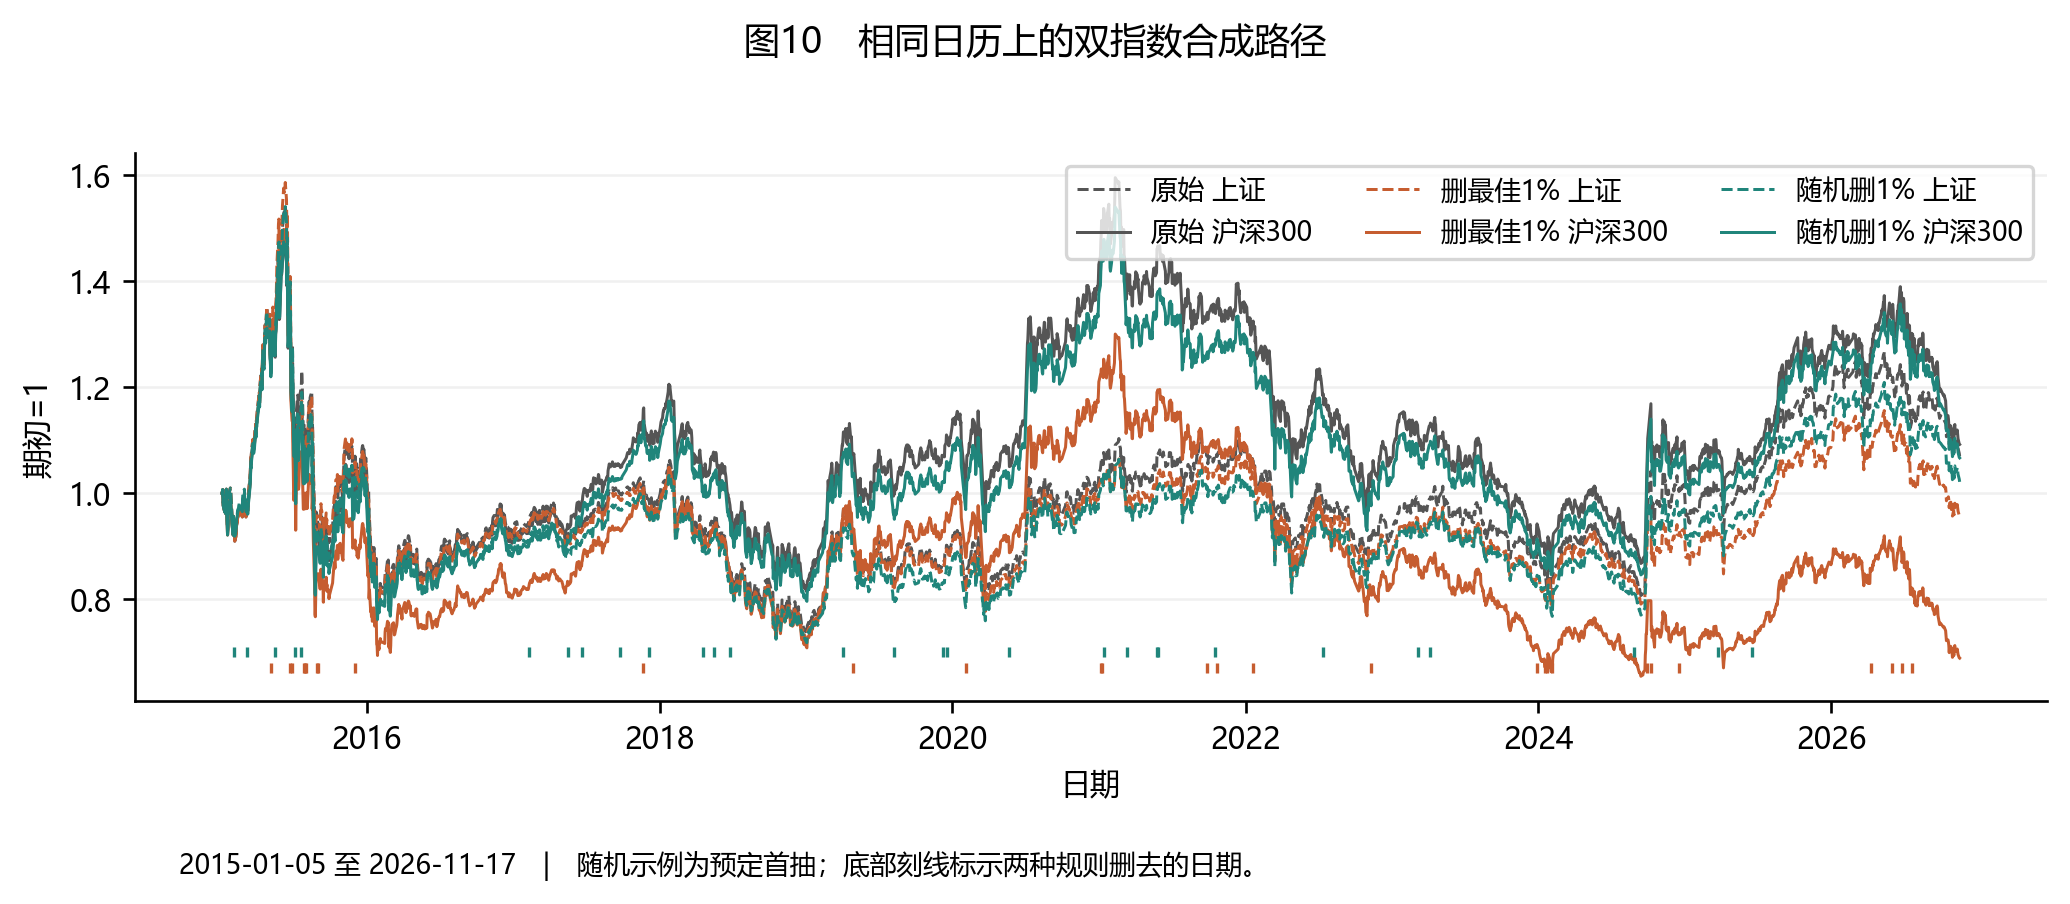 图10　相同日历上的双指数合成路径
原始 上证
删最佳1% 上证
随机删1% 上证
原始 沪深300
删最佳1% 沪深300
随机删1% 沪深300
期初=1
1.6
1.4
1.2
1.0
0.8
2016
2018
2020
2022
2024
2026
日期
2015-01-05 至 2026-11-17　|　随机示例为预定首抽；底部刻线标示两种规则删去的日期。